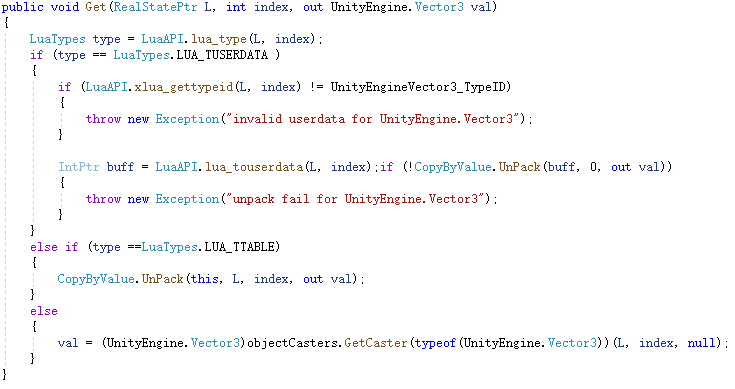 public void Get(RealStatePtr L, int index, out UnityEngine.Vector3 val)
{
    LuaTypes type = LuaAPI.lua_type(L, index);
    if (type == LuaTypes.LUA_TUSERDATA )
    {
        if (LuaAPI.xlua_gettypeid(L, index) != UnityEngineVector3_TypeID)
        {
            throw new Exception("invalid userdata for UnityEngine.Vector3");
        }

        IntPtr buff = LuaAPI.lua_touserdata(L, index);if (!CopyByValue.UnPack(buff, 0, out val))
        {
            throw new Exception("unpack fail for UnityEngine.Vector3");
        }
    }
    else if (type ==LuaTypes.LUA_TTABLE)
    {
        CopyByValue.UnPack(this, L, index, out val);
    }
    else
    {
        val = (UnityEngine.Vector3)objectCasters.GetCaster(typeof(UnityEngine.Vector3))(L, index, null);
    }
}